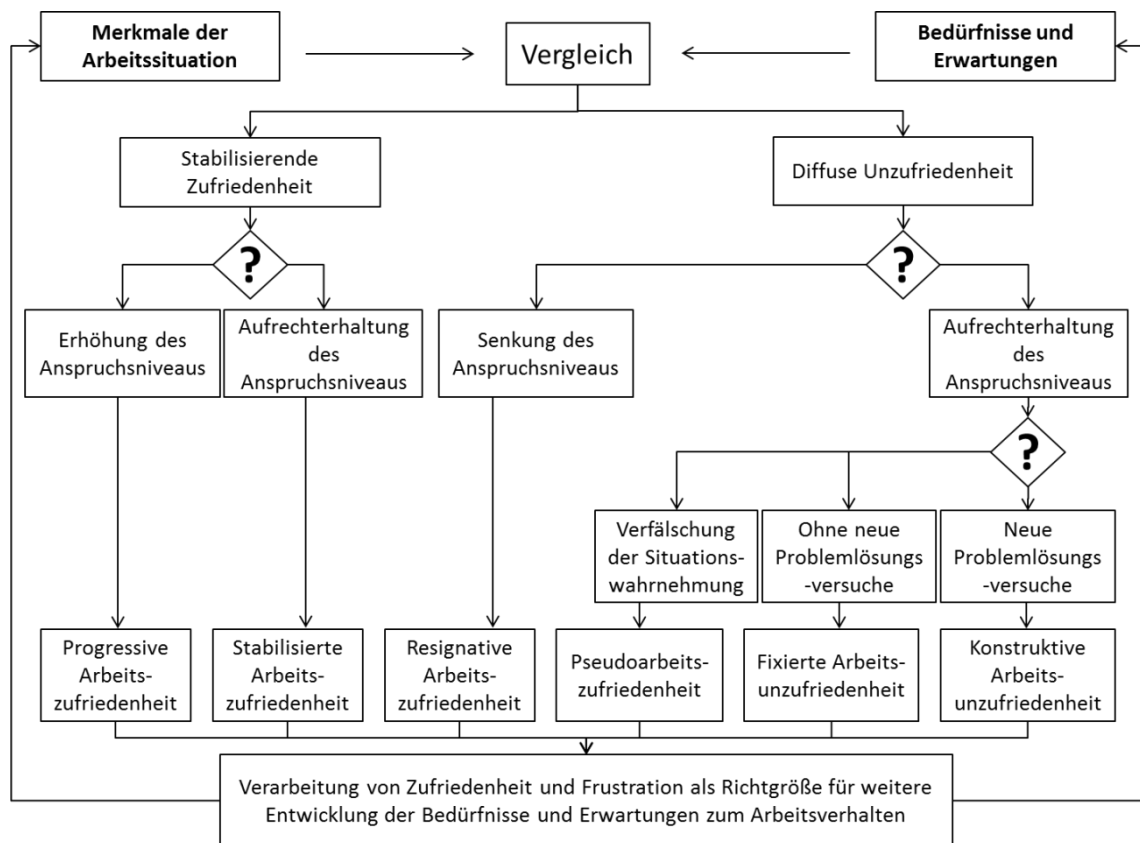 Merkmale der
Arbeitssituation
Vergleich
Bedürfnisse und
Erwartungen
Stabilisierende
Zufriedenheit
Diffuse Unzufriedenheit
?
?
Erhöhung des
Anspruchsniveaus
Aufrechterhaltung
des
Anspruchsniveaus
Senkung des
Anspruchsniveaus
Aufrechterhaltung
des
Anspruchsniveaus
?
Verfälschung
der Situations-
wahrnehmung
Ohne neue
Problemlösungs
-versuche
Neue
Problemlösungs
-versuche
Progressive
Arbeits-
zufriedenheit
Stabilisierte
Arbeits-
zufriedenheit
Resignative
Arbeits-
zufriedenheit
Pseudoarbeits-
zufriedenheit
Fixierte Arbeits-
unzufriedenheit
Konstruktive
Arbeits-
unzufriedenheit
Verarbeitung von Zufriedenheit und Frustration als Richtgröße für weitere
Entwicklung der Bedürfnisse und Erwartungen zum Arbeitsverhalten